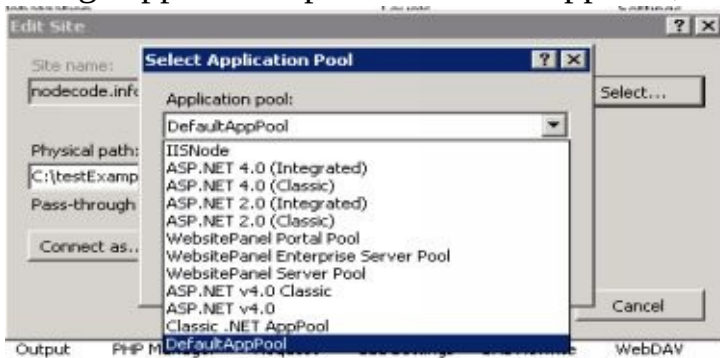 Edit Site
Site name:
Select Application Pool
nodecode.info
Application pool:
Select...
DefaultAppPool
Physical path:
C:\testExamp
Pass-through
Connect as..
IISNode
ASP.NET 4.0 (Integrated)
ASP.NET 4.0 (Classic)
ASP.NET 2.0 (Integrated)
ASP.NET 2.0 (Classic)
WebsitePanel Portal Pool
WebsitePanel Enterprise Server Pool
WebsitePanel Server Pool
ASP.NET v4.0 Classic
ASP.NET v4.0
Classic .NET AppPool
DefaultAppPool
Cancel
Output PHP M WebDAV